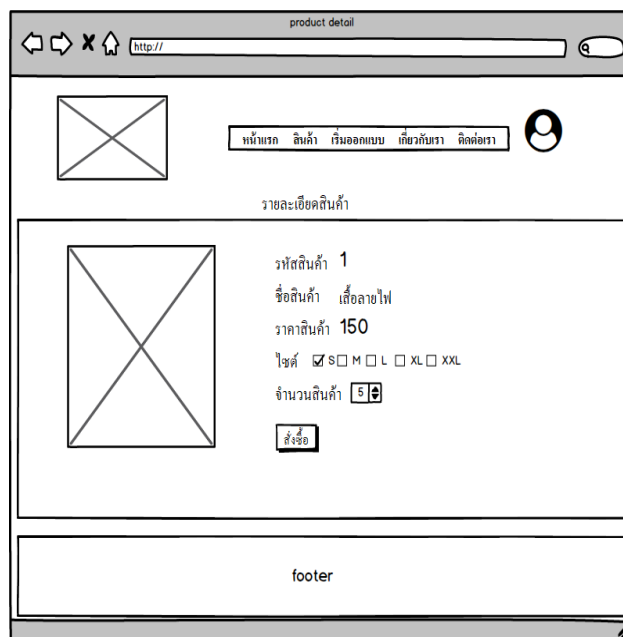 product detail
http://
หน้าแรก สินค้า เริ่มออกแบบ เกี่ยวกับเรา ติดต่อเรา
รายละเอียดสินค้า
รหัสสินค้า 1
ชื่อสินค้า เสื้อลายไฟ
ราคาสินค้า 150
ไซต์ S M L XL XXL
จำนวนสินค้า 5
สั่งซื้อ
footer